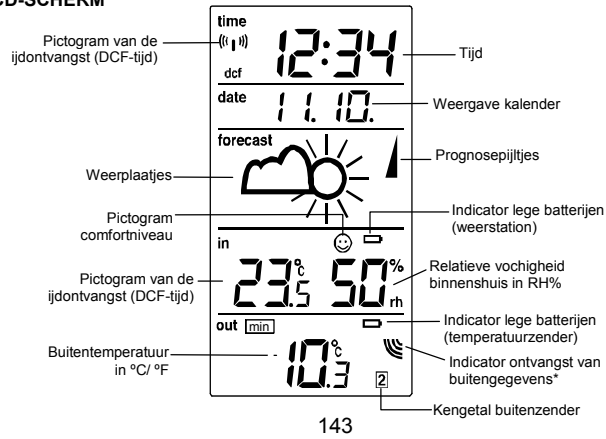 CD-SCHERM
time
Pictogram van de
ijdontvangst (DCF-tijd)
12:34
Tijd
dcf
date
11.10.
Weergave kalender
forecast
Prognosepijltjes
Weerplaatjes
Pictogram
comfortniveau
Indicator lege batterijen
(weerstation)
in
Pictogram van de
ijdontvangst (DCF-tijd)
23.5 °C
50 % rh
Relatieve vochigheid
binnenshuis in RH%
out min
Indicator lege batterijen
(temperatuurzender)
Buitentemperatuur
in ºC/ ºF
-10.3 °C
Indicator ontvangst van
buitengegevens*
2
Kengetal buitenzender
143